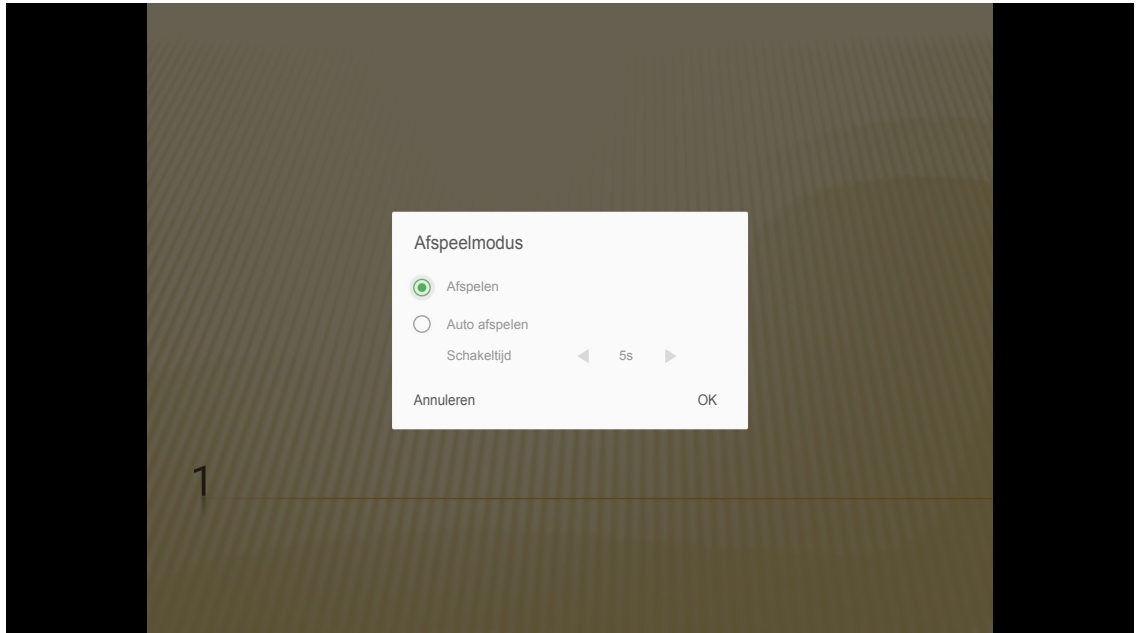 Afspeelmodus
Afspelen
Auto afspelen
Schakeltijd 5s
Annuleren OK
1